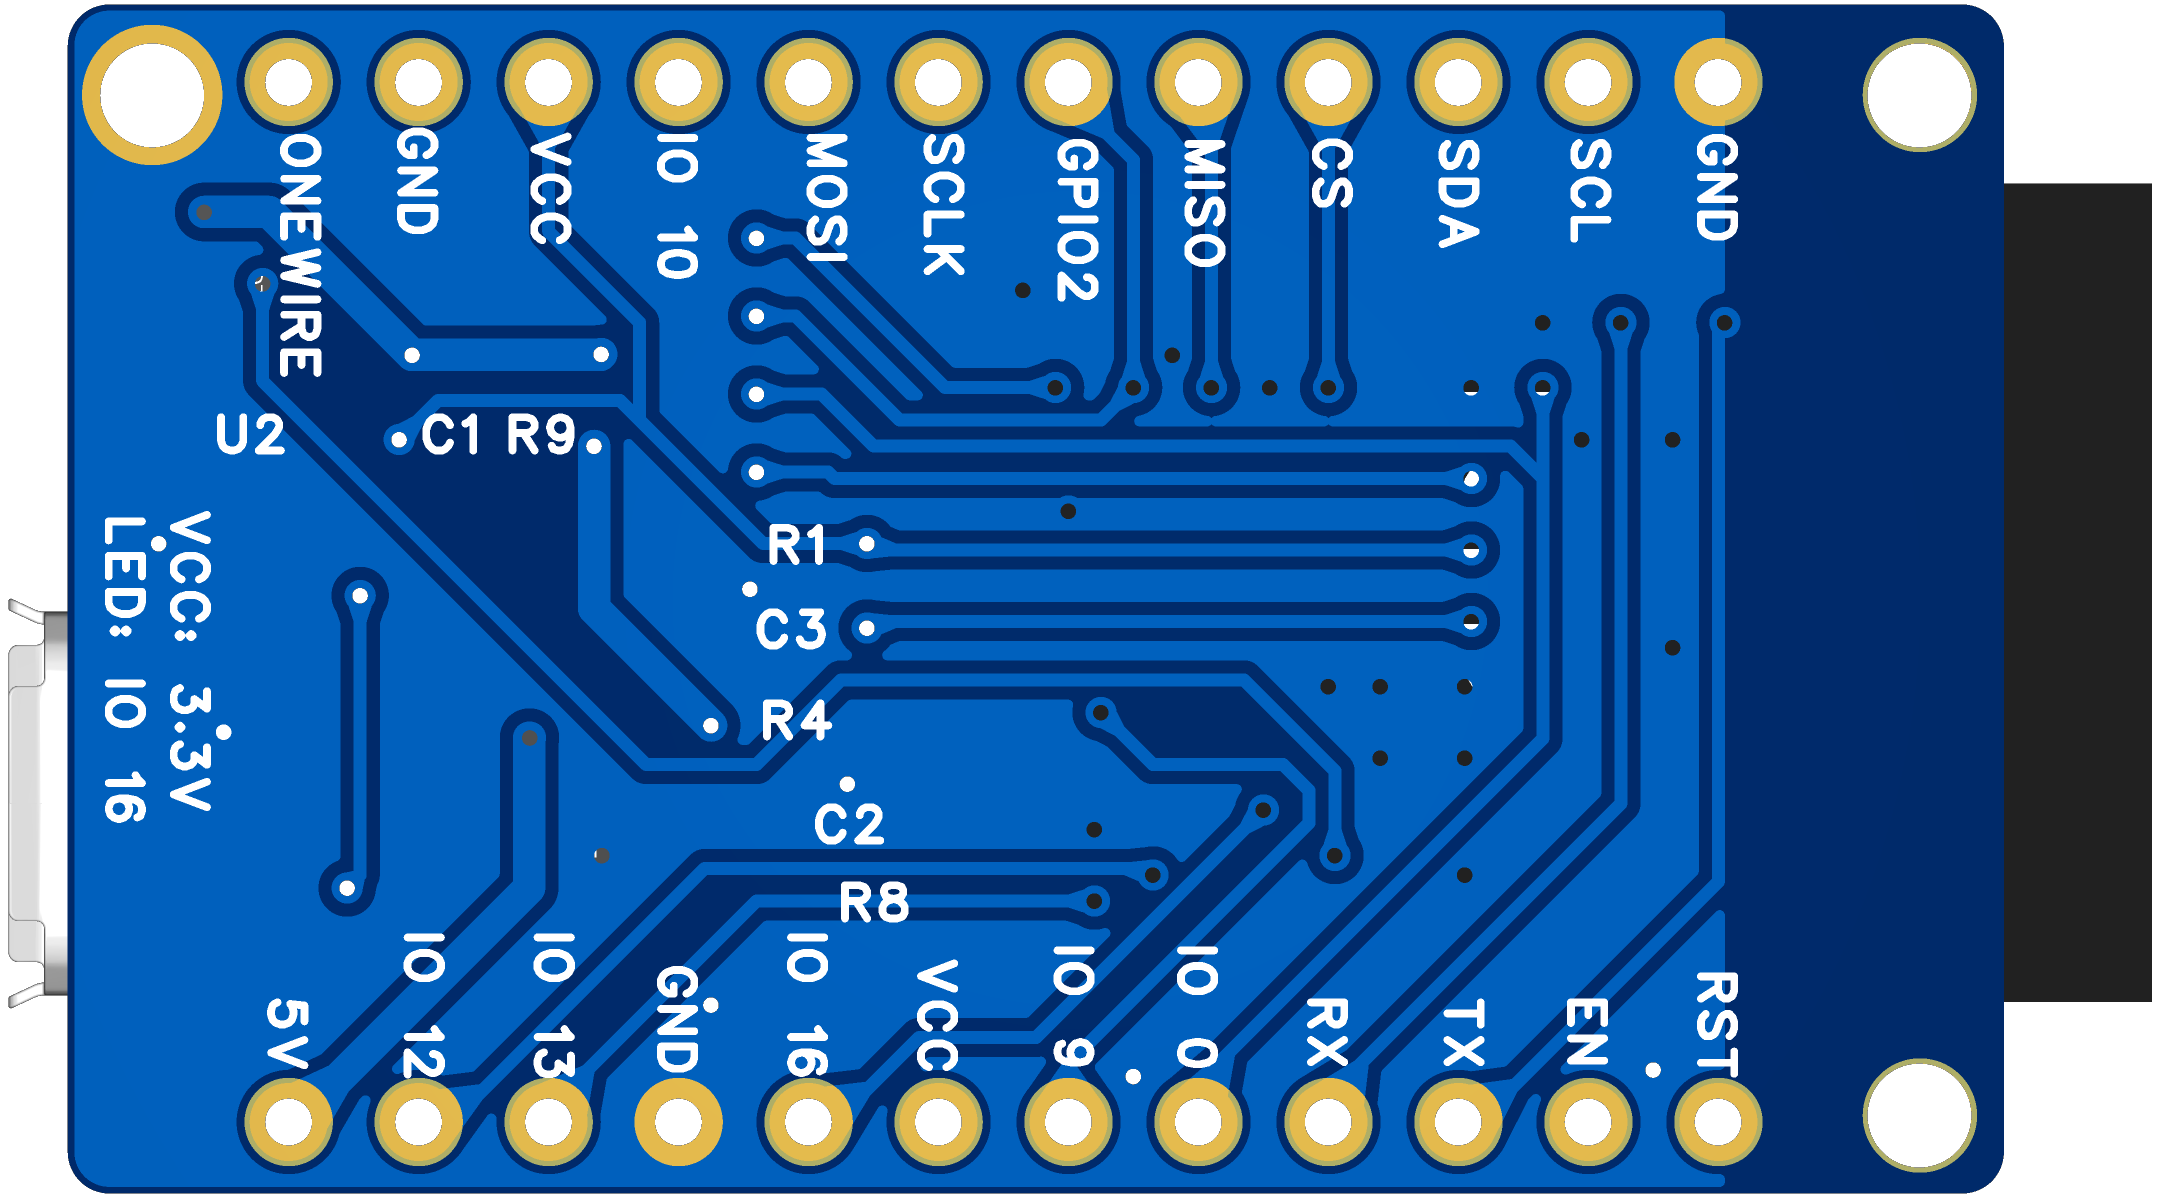 ONEWIRE
GND
VCC
IO 10
MOSI
SCLK
GPIO2
MISO
CS
SDA
SCL
GND
U2
C1
R9
R1
C3
R4
C2
R8
VCC: 3.3V
LED: IO 16
5V
IO 12
IO 13
GND
IO 16
VCC
IO 9
IO 0
RX
TX
EN
RST